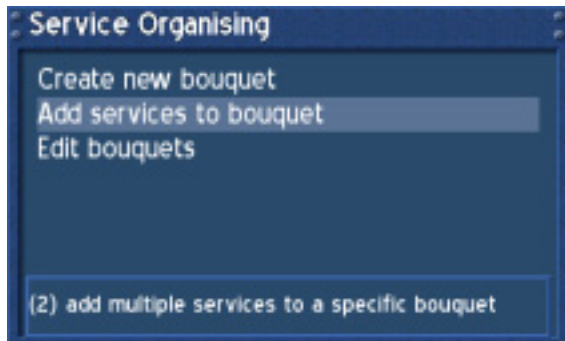 Service Organising
Create new bouquet
Add services to bouquet
Edit bouquets
(2) add multiple services to a specific bouquet